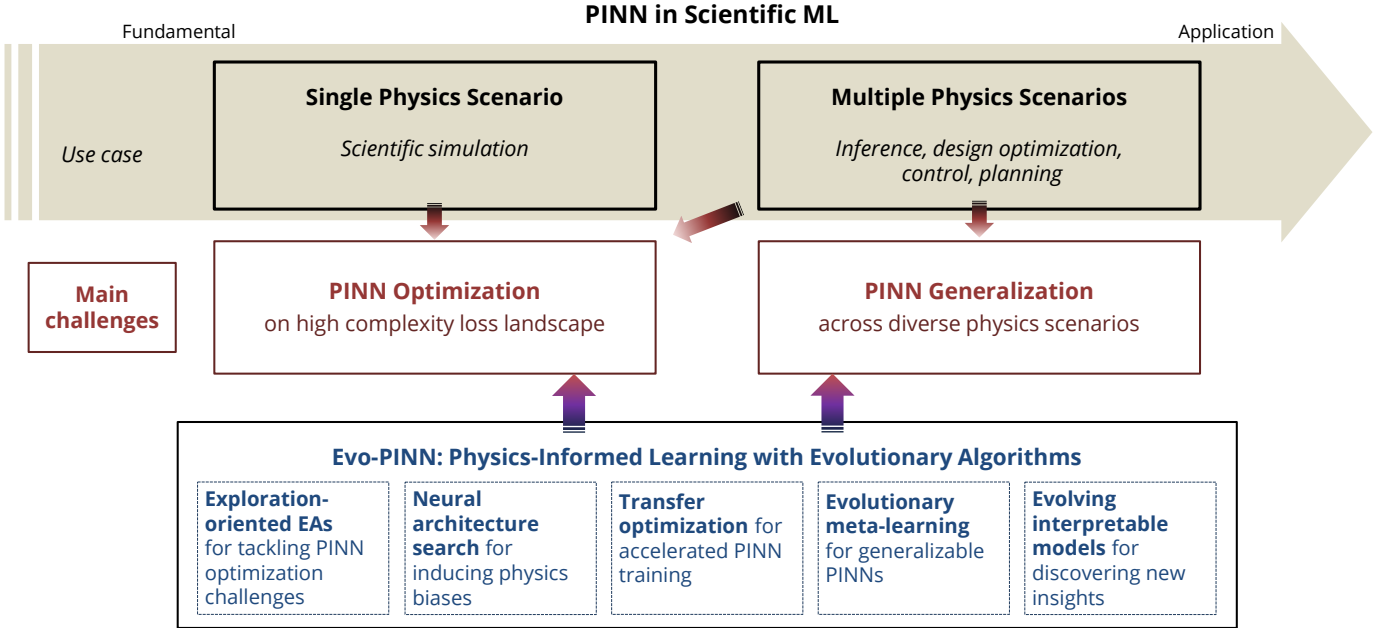 PINN in Scientific ML
Fundamental
Application
Single Physics Scenario
Multiple Physics Scenarios
Use case
Scientific simulation
Inference, design optimization,
control, planning
Main
challenges
PINN Optimization
on high complexity loss landscape
PINN Generalization
across diverse physics scenarios
Evo-PINN: Physics-Informed Learning with Evolutionary Algorithms
Exploration-
oriented EAs
for tackling PINN
optimization
challenges
Neural
architecture
search for
inducing physics
biases
Transfer
optimization for
accelerated PINN
training
Evolutionary
meta-learning
for generalizable
PINNs
Evolving
interpretable
models for
discovering new
insights